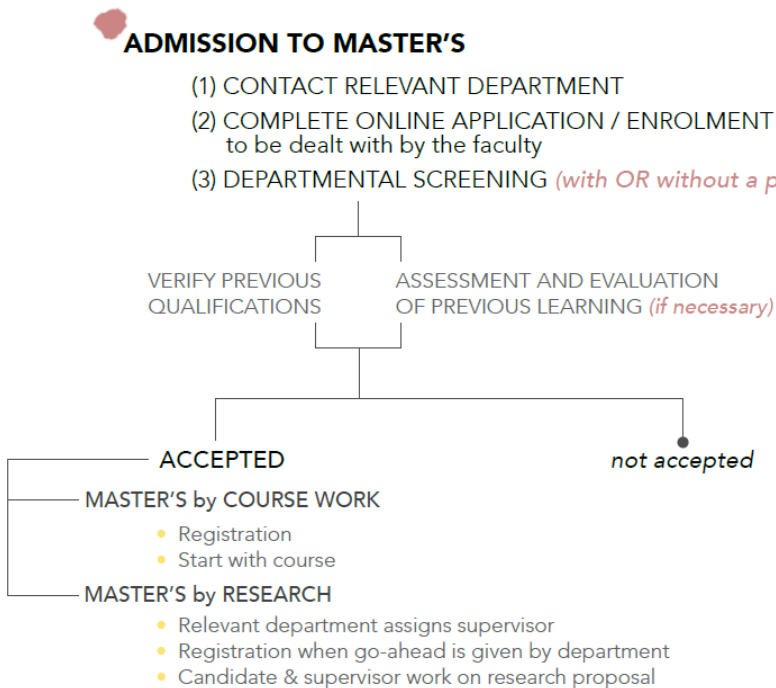 ADMISSION TO MASTER'S
(1) CONTACT RELEVANT DEPARTMENT
(2) COMPLETE ONLINE APPLICATION / ENROLMENT
to be dealt with by the faculty
(3) DEPARTMENTAL SCREENING (with OR without a p
VERIFY PREVIOUS
QUALIFICATIONS
ASSESSMENT AND EVALUATION
OF PREVIOUS LEARNING (if necessary)
ACCEPTED
not accepted
MASTER'S by COURSE WORK
• Registration
• Start with course
MASTER'S by RESEARCH
• Relevant department assigns supervisor
• Registration when go-ahead is given by department
• Candidate & supervisor work on research proposal